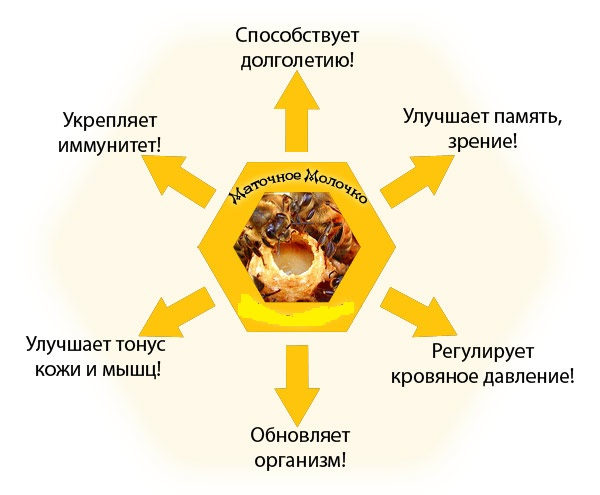 Способствует
долголетию!
Укрепляет
иммунитет!
Улучшает память,
зрение!
Маточное Молочко
Улучшает тонус
кожи и мышц!
Регулирует
кровяное давление!
Обновляет
организм!